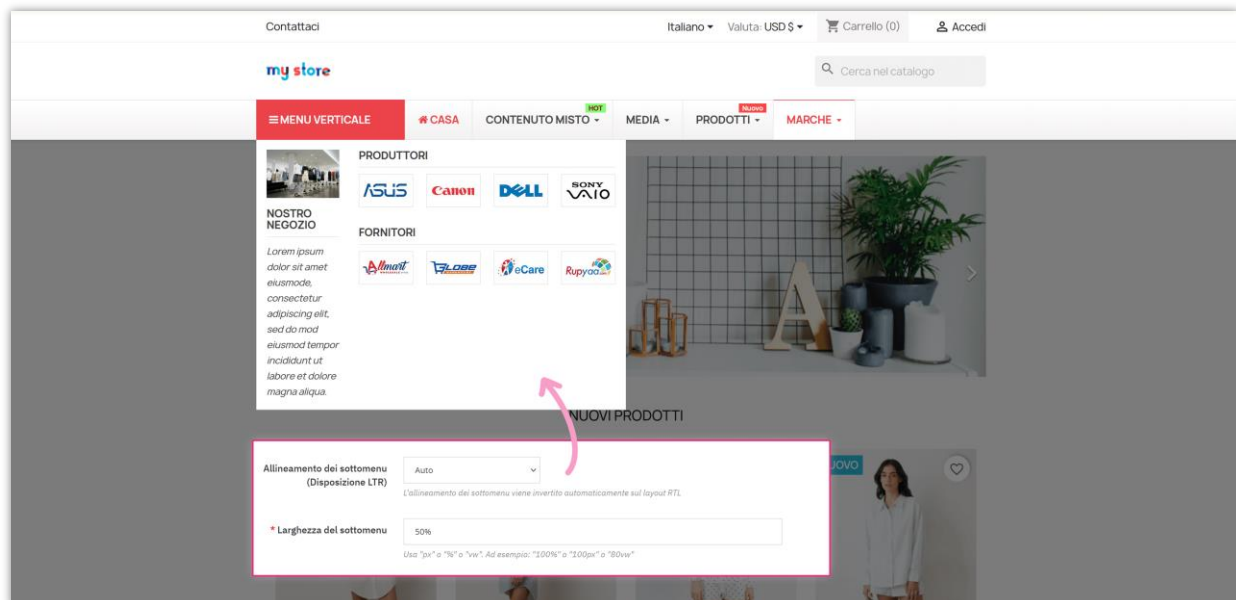 Contattaci
Italiano
Valuta: USD $
Carrello (0)
Accedi
my store
Cerca nel catalogo
MENU VERTICALE
CASA
CONTENUTO MISTO
HOT
MEDIA
PRODOTTI
Nuovo
MARCHE
NOSTRO
NEGOZIO
Lorem ipsum
dolor sit amet
eiusmode,
consectetur
adipiscing elit,
sed do mod
eiusmod tempor
incididunt ut
labore et dolore
magna aliqua.
PRODUTTORI
ASUS
Canon
DELL
SONY
VAIO
FORNITORI
Allmart
GLOBE
eCare
Rupyaa
A
NUOVI PRODOTTI
Allineamento dei sottomenu
(Disposizione LTR)
Auto
L'allineamento dei sottomenu viene invertito automaticamente sul layout RTL
* Larghezza del sottomenu
50%
Usa "px" o "%" o "vw". Ad esempio: "100%" o "100px" o "80vw"
UOVO